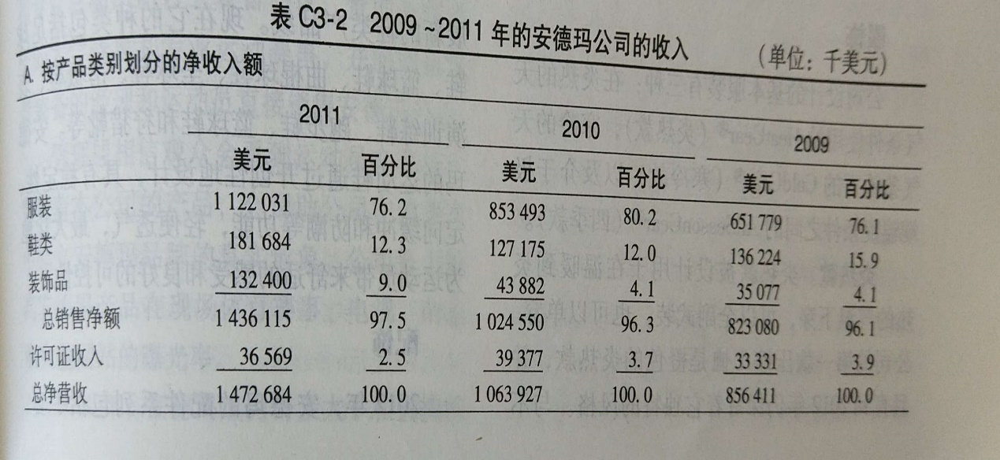 表 C3-2 2009 ~ 2011 年的安德玛公司的收入
(单位：千美元)
A. 按产品类别划分的净收入额
2011 2010 2009
美元 百分比 美元 百分比 美元 百分比
服装 1 122 031 76. 2 853 493 80. 2 651 779 76. 1
鞋类 181 684 12. 3 127 175 12. 0 136 224 15. 9
装饰品 132 400 9. 0 43 882 4. 1 35 077 4. 1
总销售净额 1 436 115 97. 5 1 024 550 96. 3 823 080 96. 1
许可证收入 36 569 2. 5 39 377 3. 7 33 331 3. 9
总净营收 1 472 684 100. 0 1 063 927 100. 0 856 411 100. 0